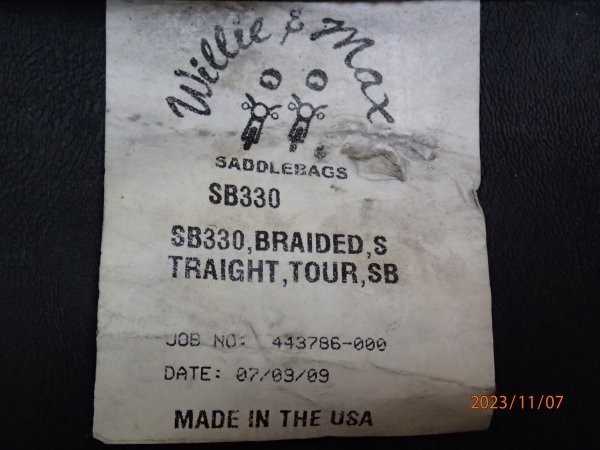 Willie & Max
SADDLEBAGS
SB330
SB330,BRAIDED,S
TRAIGHT,TOUR,SB
JOB NO: 443786-000
DATE: 07/09/09
MADE IN THE USA
2023/11/07